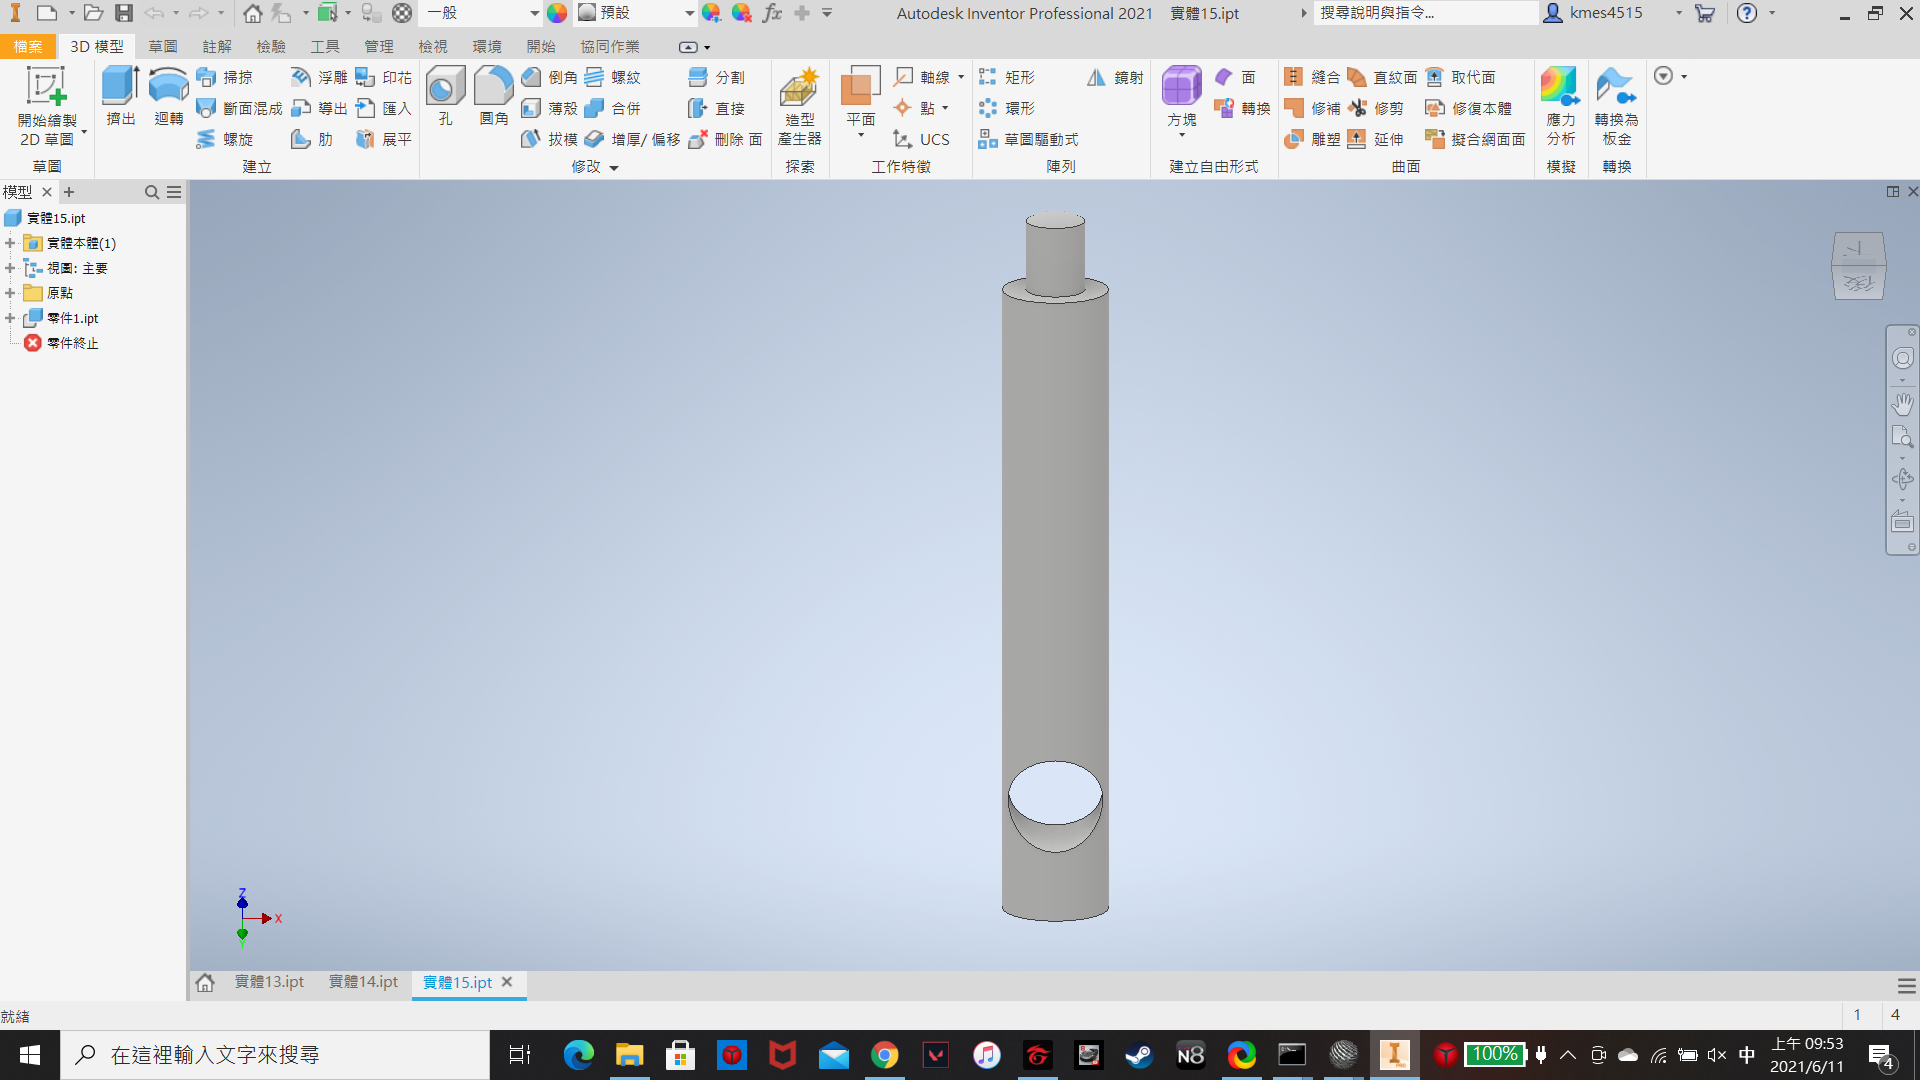 一般
預設
fx
Autodesk Inventor Professional 2021 實體15.ipt
搜尋說明與指令...
kmes4515
檔案 3D 模型 草圖 註解 檢驗 工具 管理 檢視 環境 開始 協同作業
開始繪製
2D 草圖
草圖
擠出
迴轉
掃掠
斷面混成
螺旋
浮雕
導出
肋
印花
匯入
展平
建立
孔
圓角
倒角
薄殼
拔模
螺紋
合併
增厚/ 偏移
分割
直接
刪除 面
修改
造型
產生器
探索
平面
軸線
點
UCS
工作特徵
矩形
環形
草圖驅動式
鏡射
陣列
方塊
面
轉換
建立自由形式
縫合
修補
雕塑
直紋面
修剪
延伸
取代面
修復本體
擬合網面面
曲面
應力
分析
模擬
轉換為
板金
轉換
模型
實體15.ipt
實體本體(1)
視圖: 主要
原點
零件1.ipt
零件終止
下
後
Z
X
Y
實體13.ipt 實體14.ipt 實體15.ipt
就緒
1 4
在這裡輸入文字來搜尋
N8
100%
中
上午 09:53
2021/6/11
4